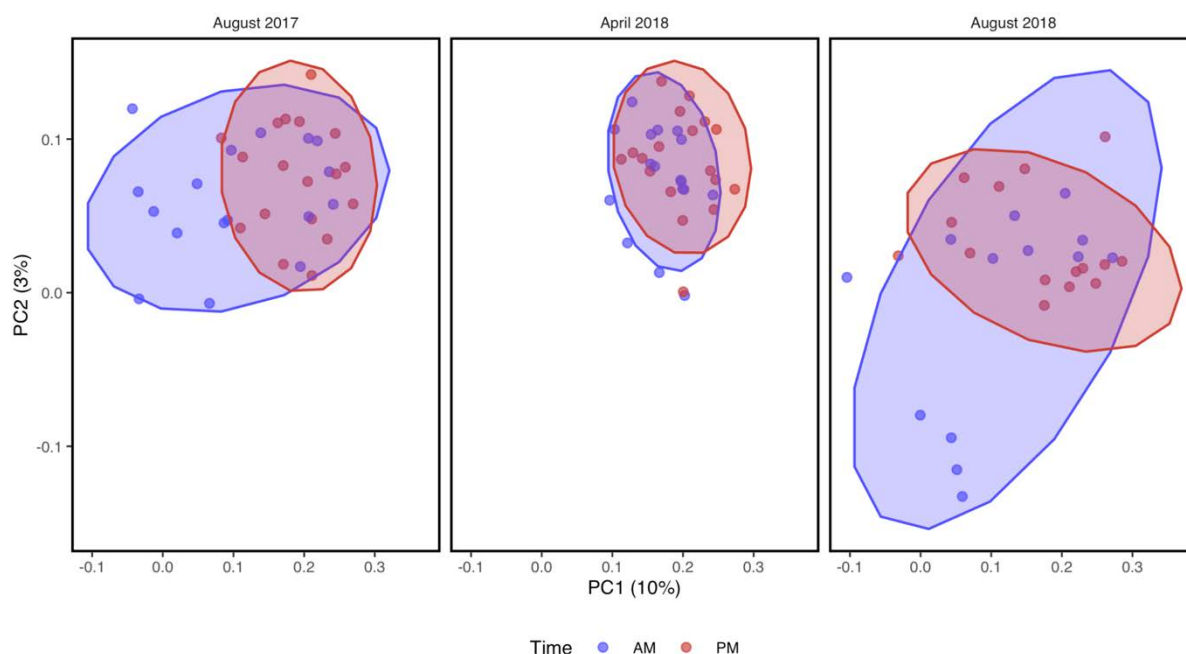 August 2017 April 2018 August 2018
0.1
0.0
-0.1
PC2 (3%)
-0.1 0.0 0.1 0.2 0.3 -0.1 0.0 0.1 0.2 0.3 -0.1 0.0 0.1 0.2 0.3
PC1 (10%)
Time AM PM